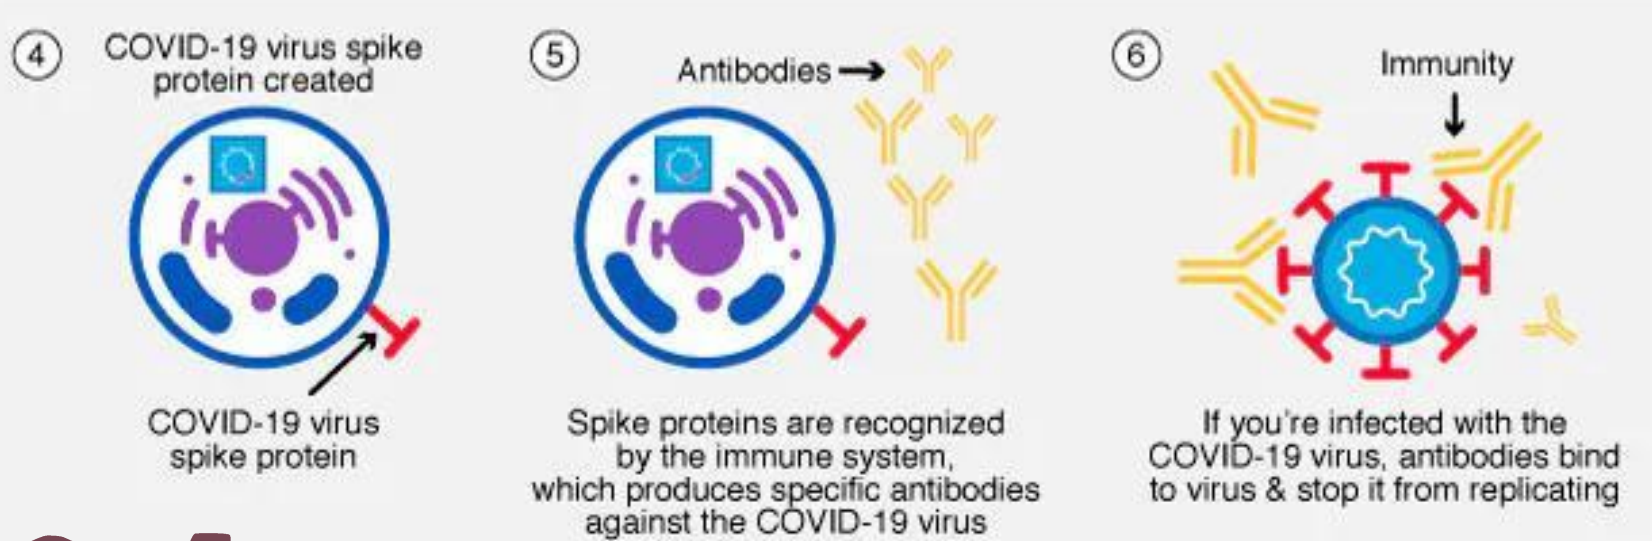 4
COVID-19 virus spike
protein created
COVID-19 virus
spike protein
5
Antibodies
Spike proteins are recognized
by the immune system,
which produces specific antibodies
against the COVID-19 virus
6
Immunity
If you're infected with the
COVID-19 virus, antibodies bind
to virus & stop it from replicating